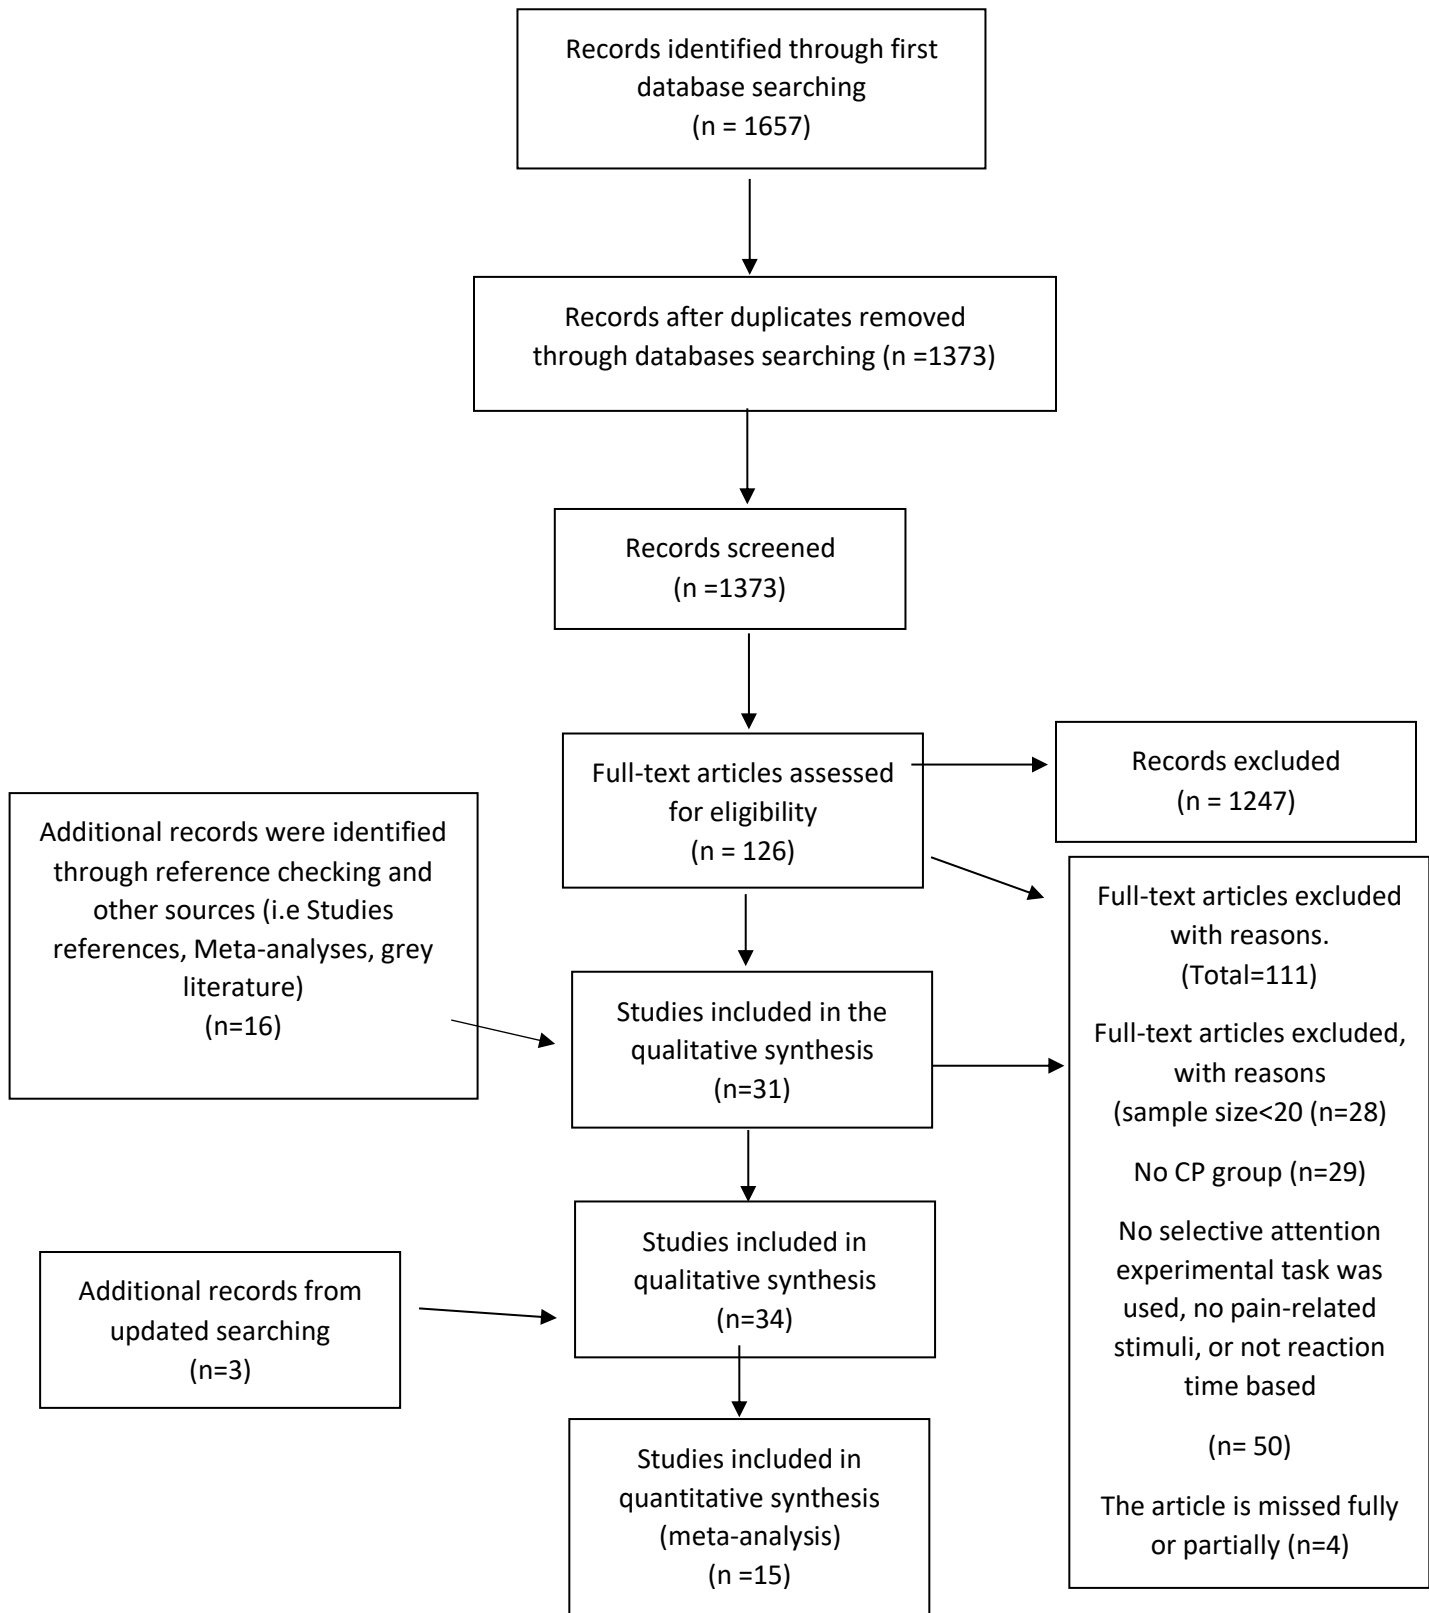 Records identified through first
database searching
(n = 1657)
Records after duplicates removed
through databases searching (n =1373)
Records screened
(n =1373)
Full-text articles assessed
for eligibility
(n = 126)
Records excluded
(n = 1247)
Additional records were identified
through reference checking and
other sources (i.e Studies
references, Meta-analyses, grey
literature)
(n=16)
Full-text articles excluded
with reasons.
(Total=111)
Full-text articles excluded,
with reasons
(sample size<20 (n=28)
No CP group (n=29)
No selective attention
experimental task was
used, no pain-related
stimuli, or not reaction
time based
(n= 50)
The article is missed fully
or partially (n=4)
Studies included in the
qualitative synthesis
(n=31)
Studies included in
qualitative synthesis
(n=34)
Additional records from
updated searching
(n=3)
Studies included in
quantitative synthesis
(meta-analysis)
(n =15)